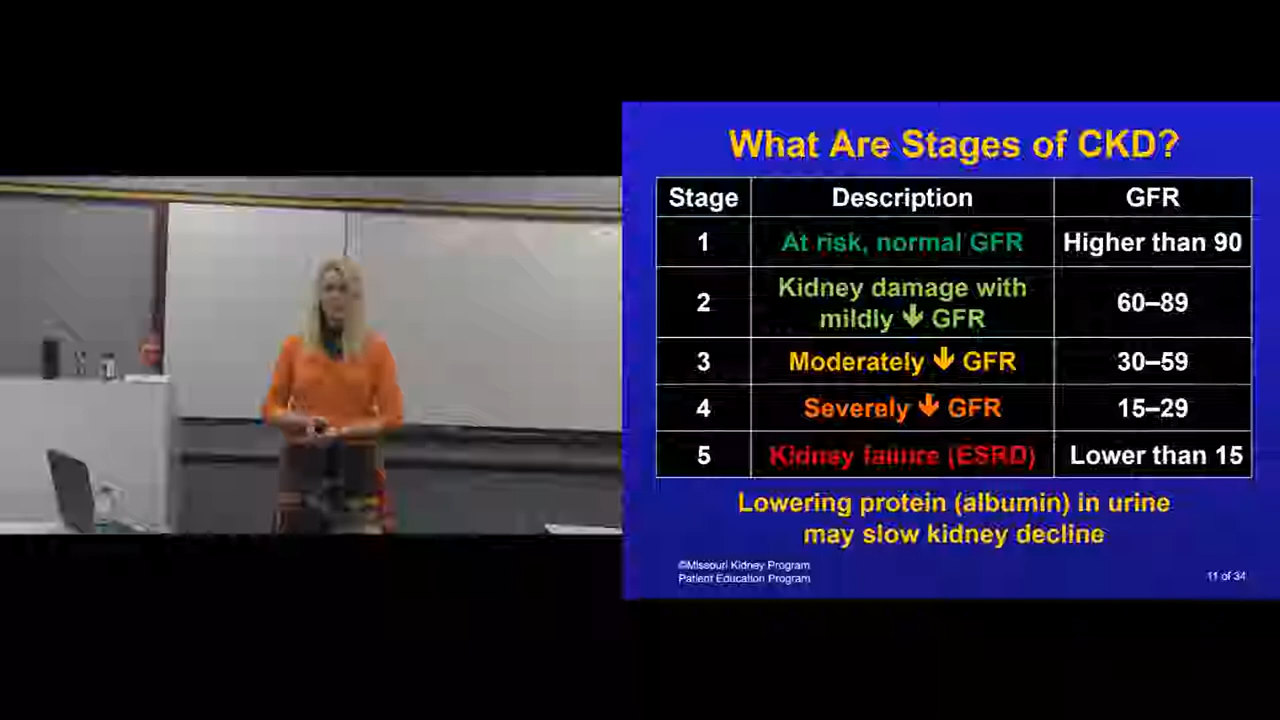 What Are Stages of CKD?
Stage Description GFR
1 At risk, normal GFR Higher than 90
2 Kidney damage with mildly ↓ GFR 60–89
3 Moderately ↓ GFR 30–59
4 Severely ↓ GFR 15–29
5 Kidney failure (ESRD) Lower than 15
Lowering protein (albumin) in urine
may slow kidney decline
©Missouri Kidney Program
Patient Education Program
11 of 34